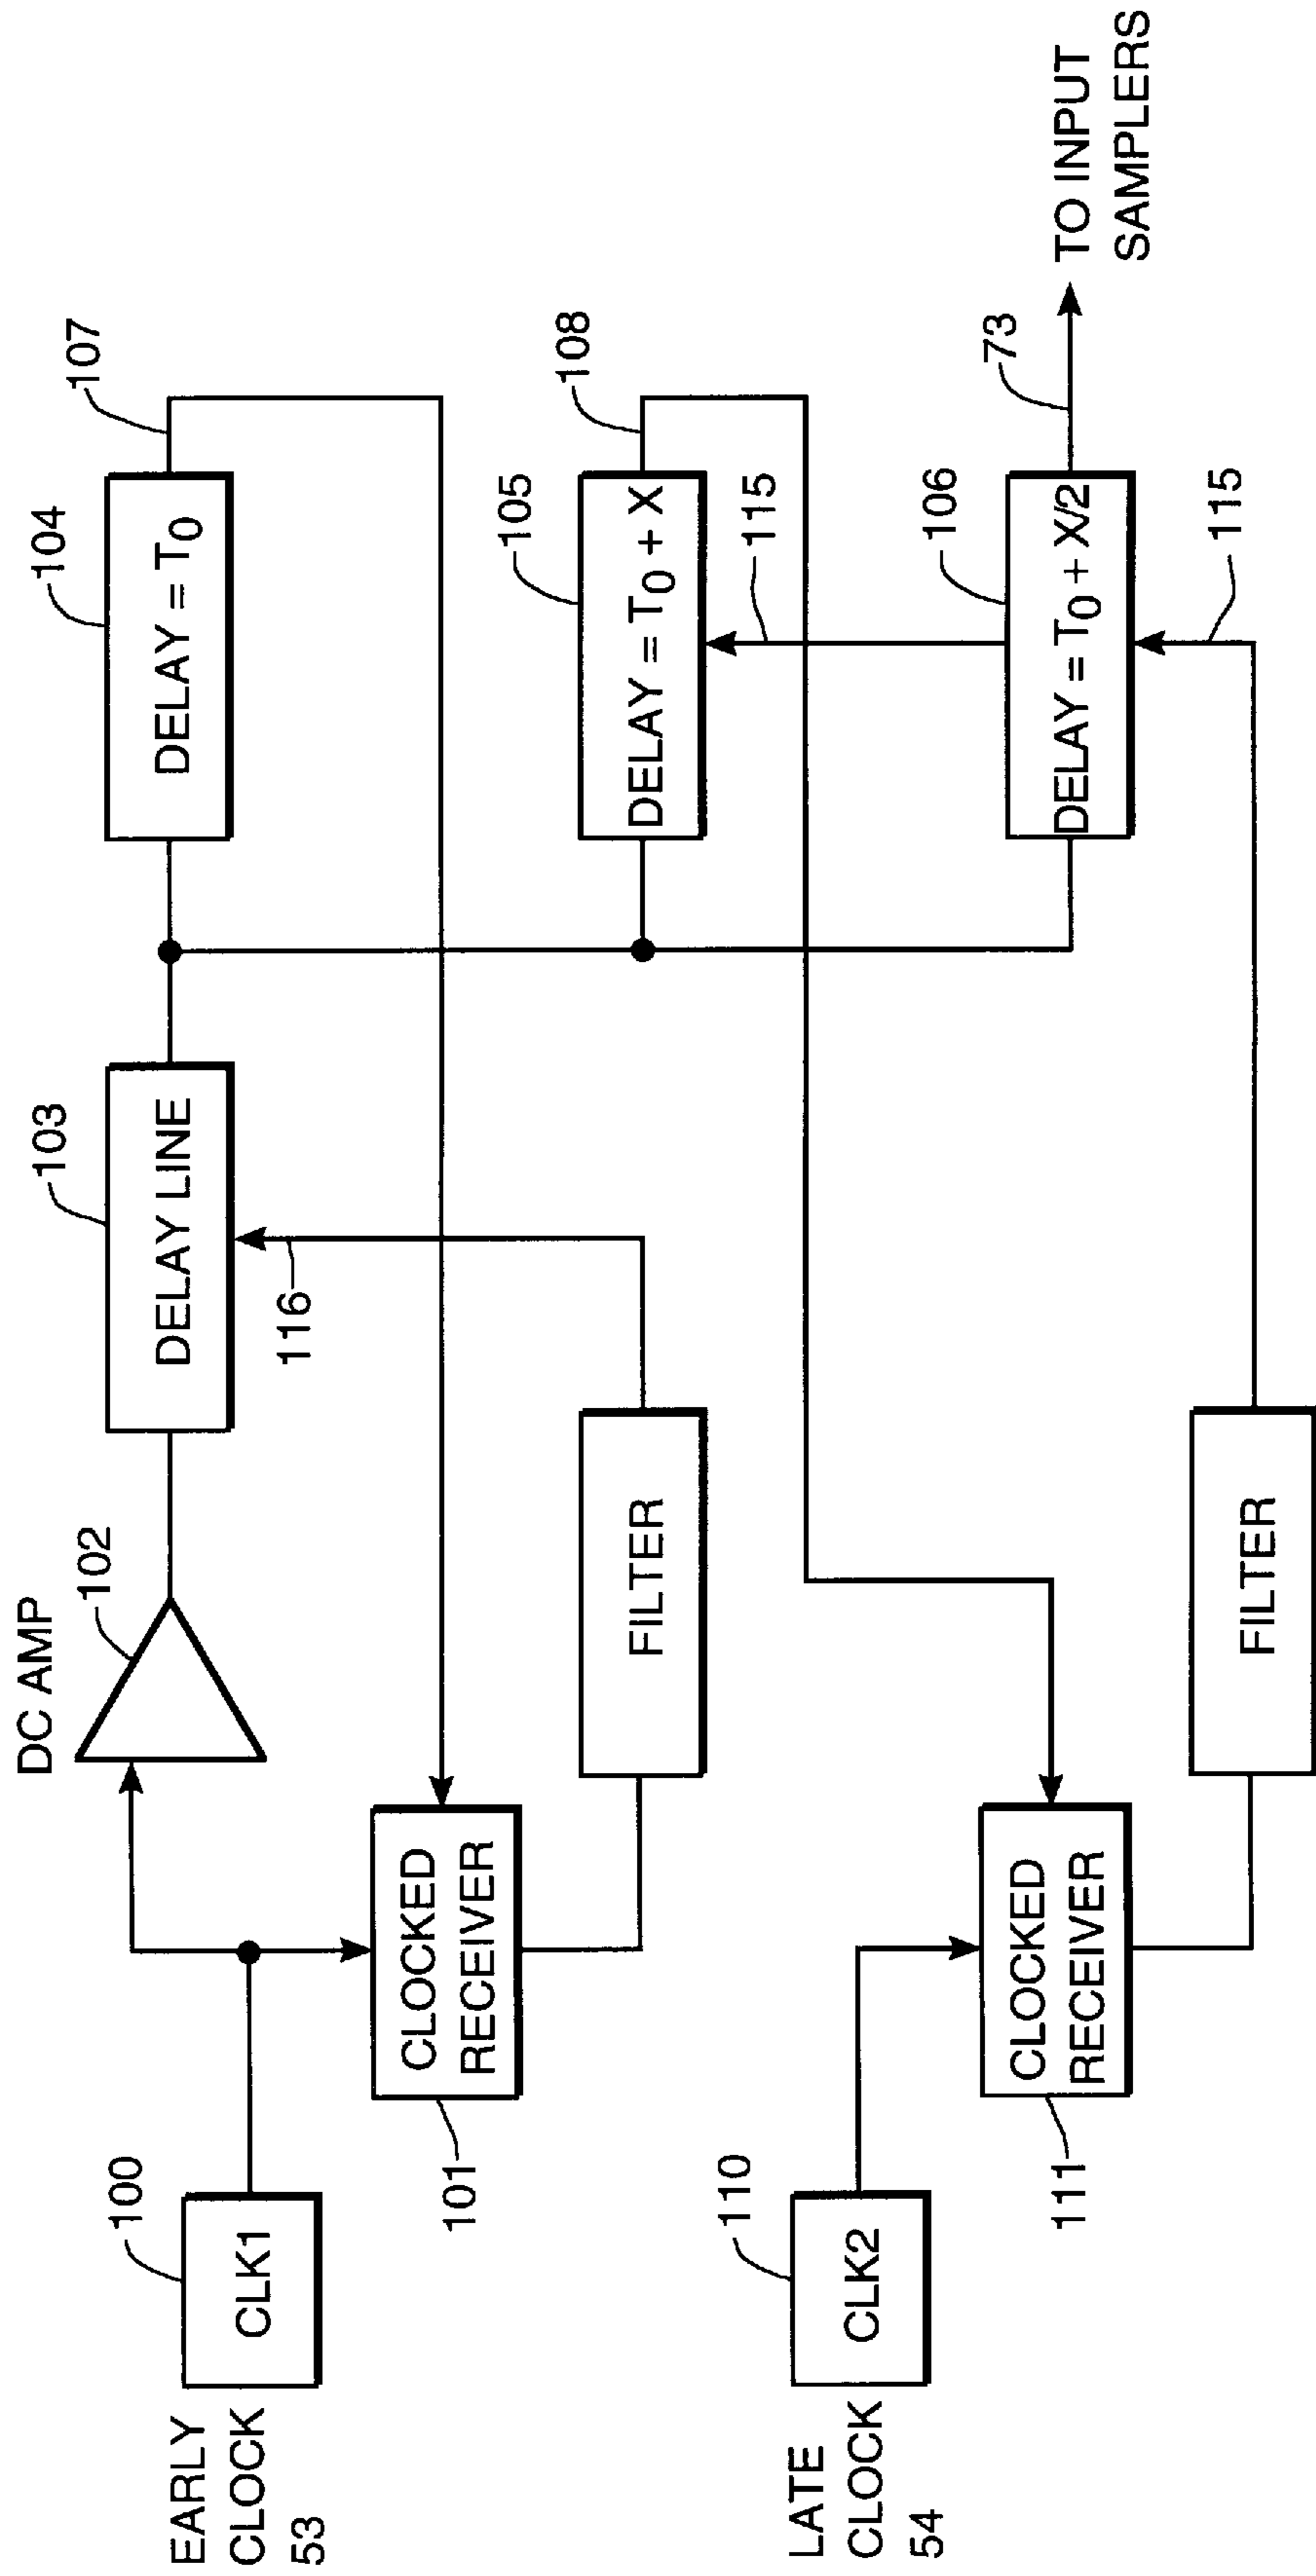 DC AMP
102
103
DELAY LINE
104
DELAY = T0
107
116
EARLY
CLOCK
53
100
CLK1
101
CLOCKED
RECEIVER
FILTER
105
DELAY = T0 + X
108
115
106
DELAY = T0 + X/2
73
TO INPUT
SAMPLERS
115
LATE
CLOCK
54
110
CLK2
111
CLOCKED
RECEIVER
FILTER